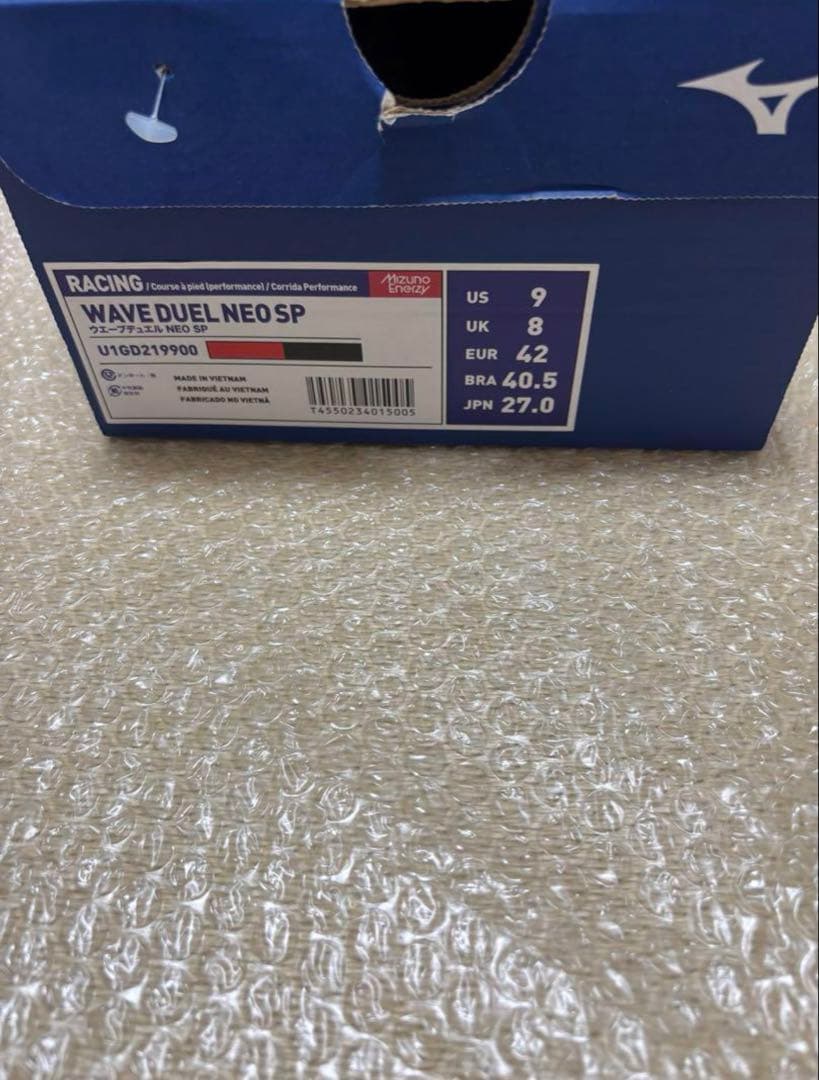 RACING / Course à pied (performance) / Corrida Performance
Mizuno
Enerzy
WAVE DUEL NEO SP
ウエーブデュエル NEO SP
U1GD219900
MADE IN VIETNAM
FABRIQUÉ AU VIETNAM
FABRICADO NO VIETNÃ
T4550234015005
US 9
UK 8
EUR 42
BRA 40.5
JPN 27.0